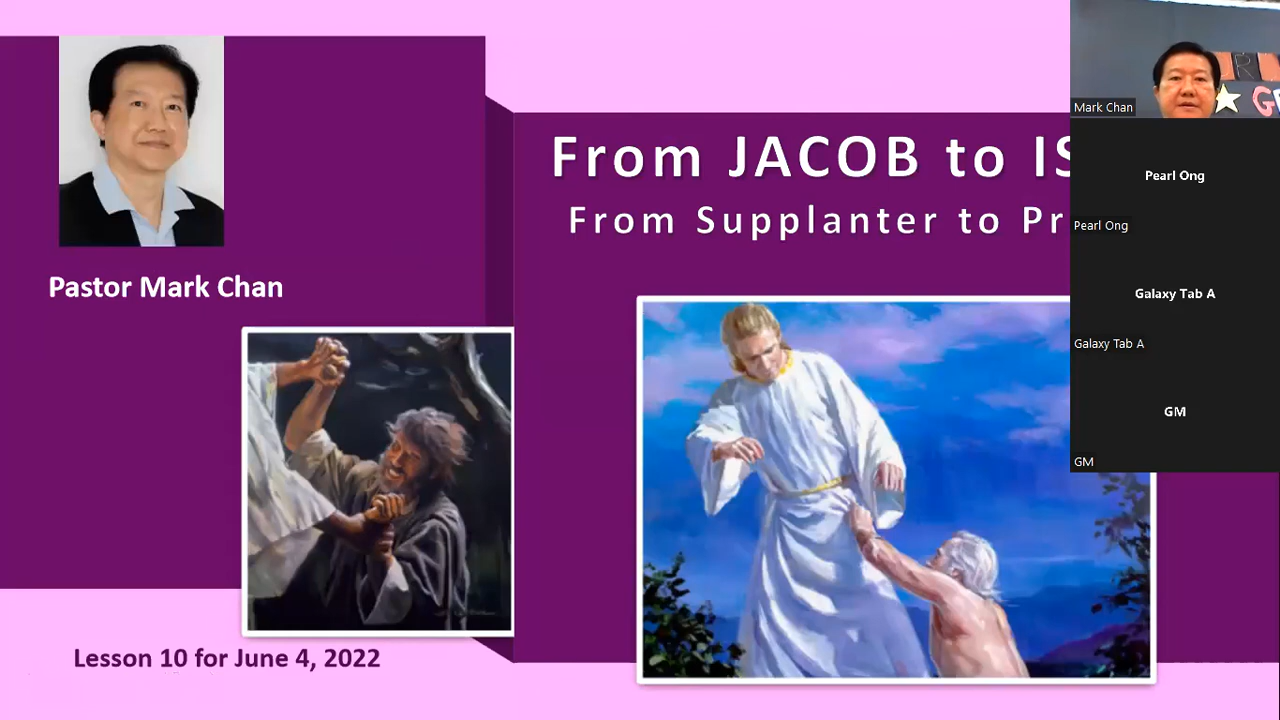 From JACOB to IS
From Supplanter to Pr
Pastor Mark Chan
Lesson 10 for June 4, 2022
Mark Chan
Pearl Ong
Pearl Ong
Galaxy Tab A
Galaxy Tab A
GM
GM